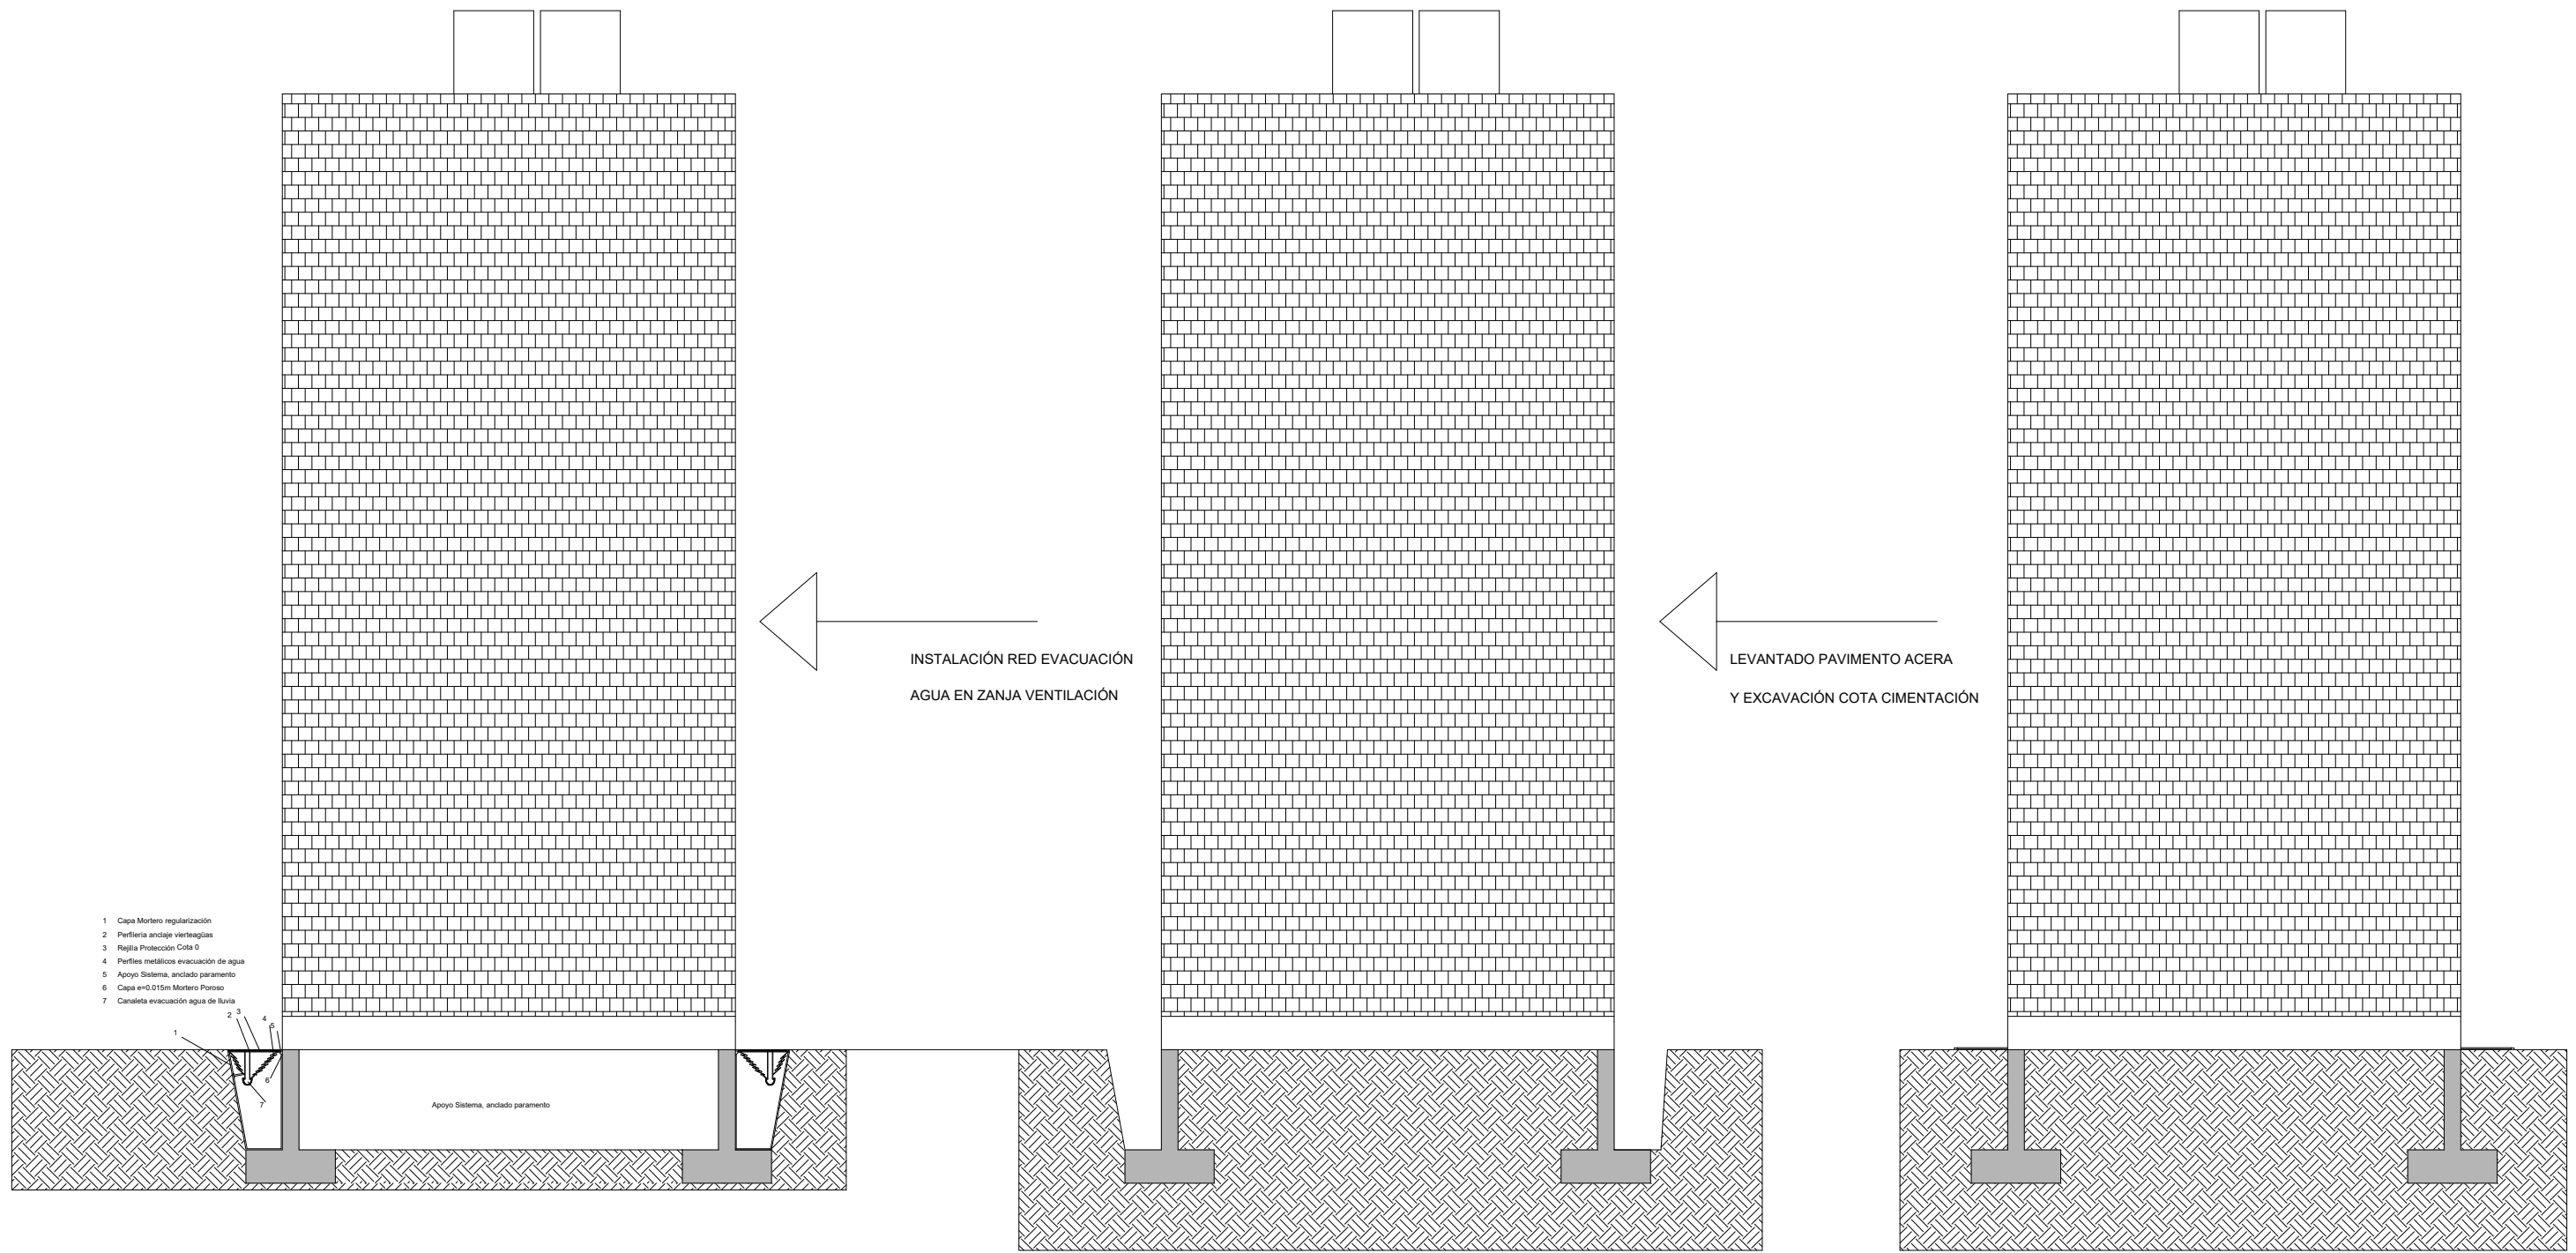 INSTALACIÓN RED EVACUACIÓN
AGUA EN ZANJA VENTILACIÓN
LEVANTADO PAVIMENTO ACERA
Y EXCAVACIÓN COTA CIMENTACIÓN
1 Capa Mortero regularización
2 Perfileria anclaje vierteagüas
3 Rejilla Protección Cota 0
4 Perfiles metálicos evacuación de agua
5 Apoyo Sistema, anclado paramento
6 Capa e=0.015m Mortero Poroso
7 Canaleta evacuación agua de lluvia
1
2
3
4
5
6
7
Apoyo Sistema, anclado paramento